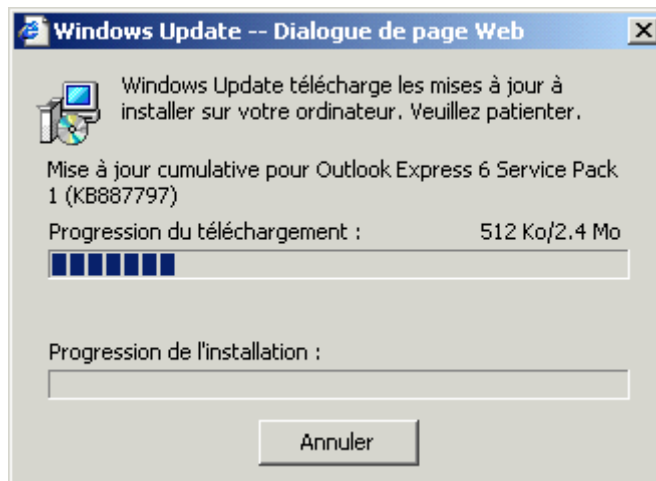 Windows Update -- Dialogue de page Web
Windows Update télécharge les mises à jour à
installer sur votre ordinateur. Veuillez patienter.
Mise à jour cumulative pour Outlook Express 6 Service Pack
1 (KB887797)
Progression du téléchargement : 512 Ko/2.4 Mo
Progression de l'installation :
Annuler